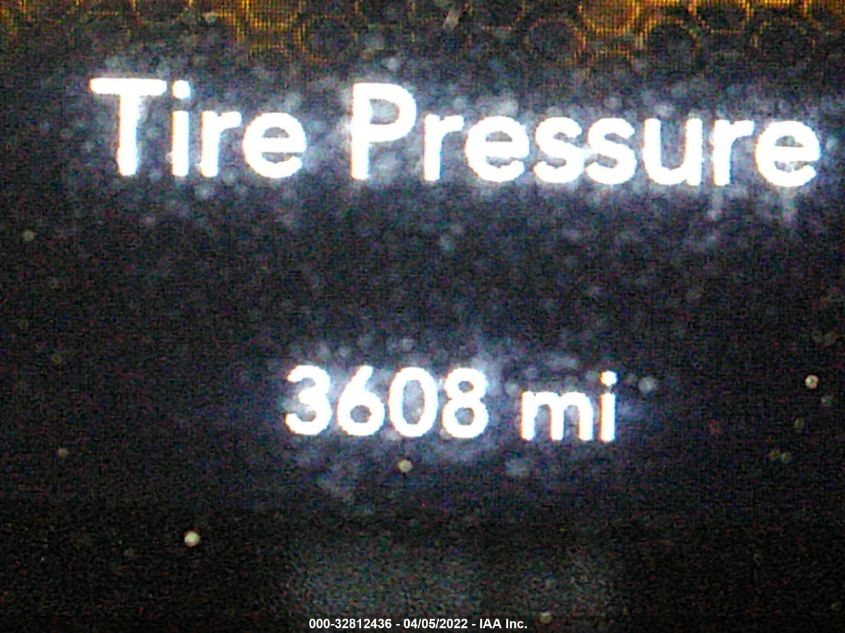 Tire Pressure
3608 mi
000-32812436 - 04/05/2022 - IAA Inc.